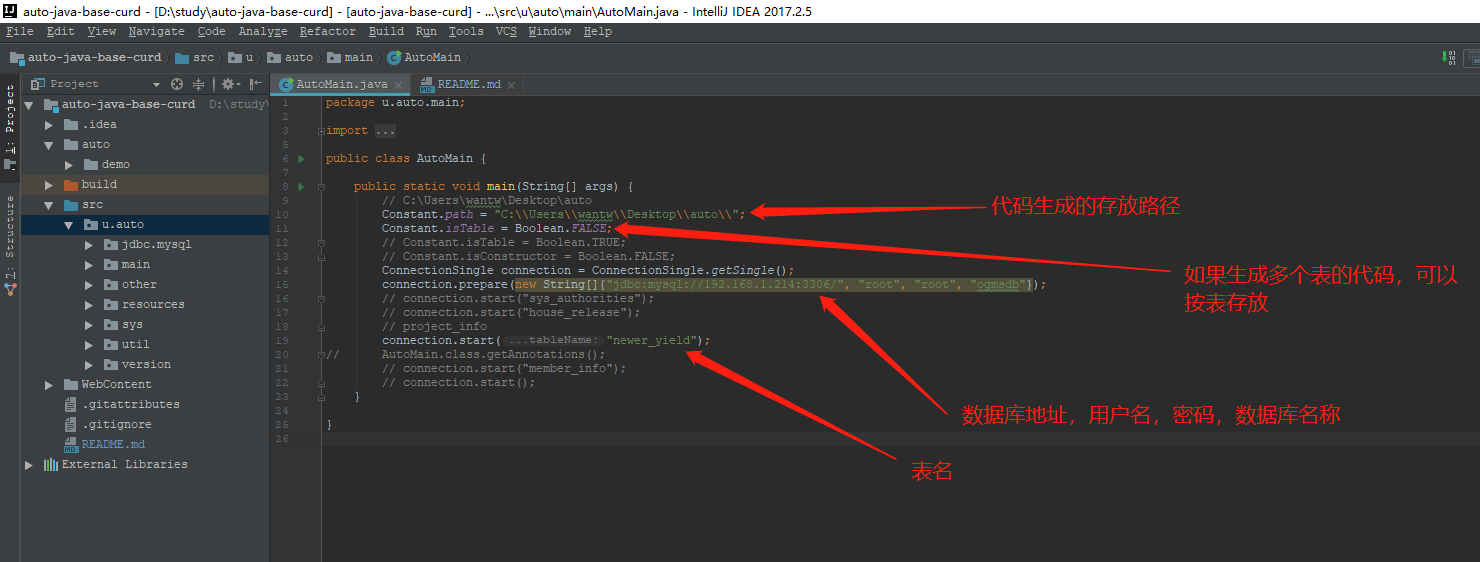 auto-java-base-curd - [D:\study\auto-java-base-curd] - [auto-java-base-curd] - ...\src\u\auto\main\AutoMain.java - IntelliJ IDEA 2017.2.5
File Edit View Navigate Code Analyze Refactor Build Run Tools VCS Window Help
auto-java-base-curd src u auto main AutoMain
Project
AutoMain.java README.md
1: Project
7: Structure
auto-java-base-curd D:\study\
.idea
auto
demo
build
src
u.auto
jdbc.mysql
main
other
resources
sys
util
version
WebContent
.gitattributes
.gitignore
README.md
External Libraries
1 package u.auto.main;
2
3 import ...
5
6 public class AutoMain {
7
8 public static void main(String[] args) {
9 // C:\Users\wantw\Desktop\auto
10 Constant.path = "C:\\Users\\wantw\\Desktop\\auto\\";
11 Constant.isTable = Boolean.FALSE;
12 // Constant.isTable = Boolean.TRUE;
13 // Constant.isConstructor = Boolean.FALSE;
14 ConnectionSingle connection = ConnectionSingle.getSingle();
15 connection.prepare(new String[]{"jdbc:mysql://192.168.1.214:3306/", "root", "root", "ogmsdb"});
16 // connection.start("sys_authorities");
17 // connection.start("house_release");
18 // project_info
19 connection.start( ...tableName: "newer_yield");
20 // AutoMain.class.getAnnotations();
21 // connection.start("member_info");
22 // connection.start();
23 }
24
25 }
26
代码生成的存放路径
如果生成多个表的代码，可以
按表存放
数据库地址，用户名，密码，数据库名称
表名